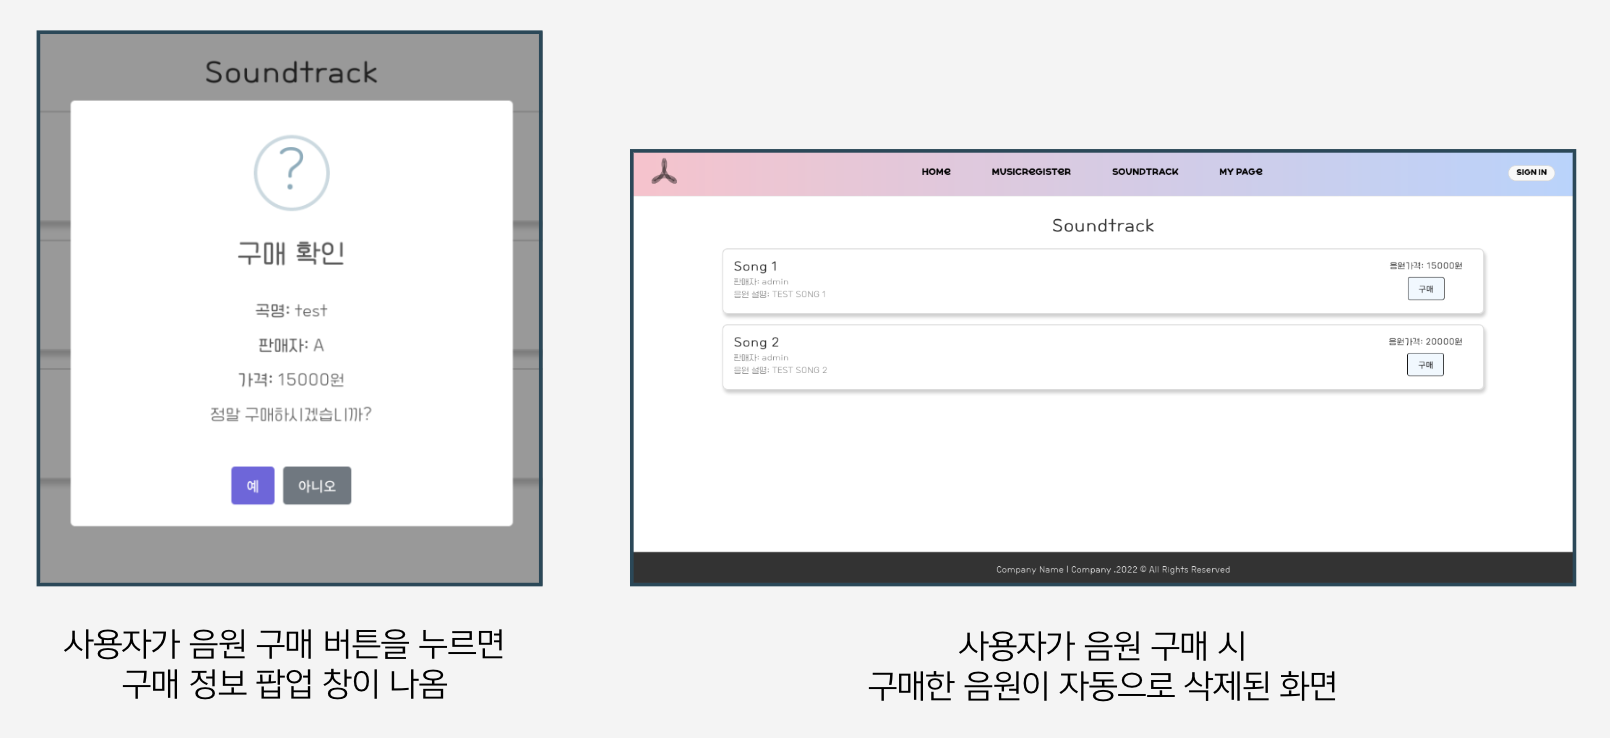 Soundtrack
?
구매 확인
곡명: test
판매자: A
가격: 15000원
정말 구매하시겠습니까?
예 아니오
사용자가 음원 구매 버튼을 누르면
구매 정보 팝업 창이 나옴
HOME MUSICREGISTER SOUNDTRACK MY PAGE SIGN IN
Soundtrack
Song 1
판매자: admin
음원 설명: TEST SONG 1
음원가격: 15000원
구매
Song 2
판매자: admin
음원 설명: TEST SONG 2
음원가격: 20000원
구매
Company Name | Company .2022 © All Rights Reserved
사용자가 음원 구매 시
구매한 음원이 자동으로 삭제된 화면